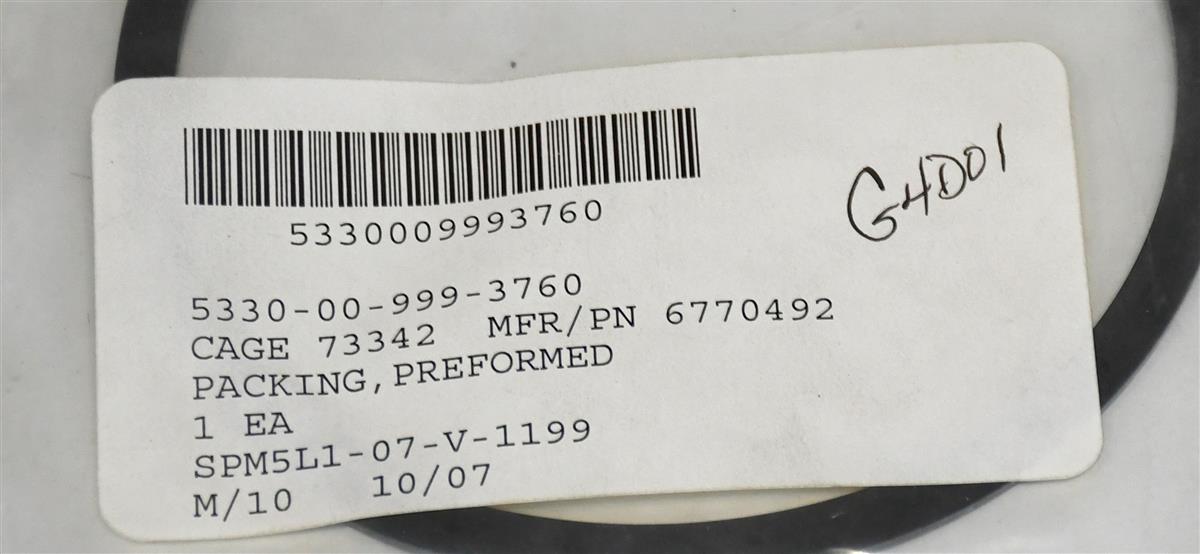 5330009993760
G4D01
5330-00-999-3760
CAGE 73342 MFR/PN 6770492
PACKING,PREFORMED
1 EA
SPM5L1-07-V-1199
M/10 10/07